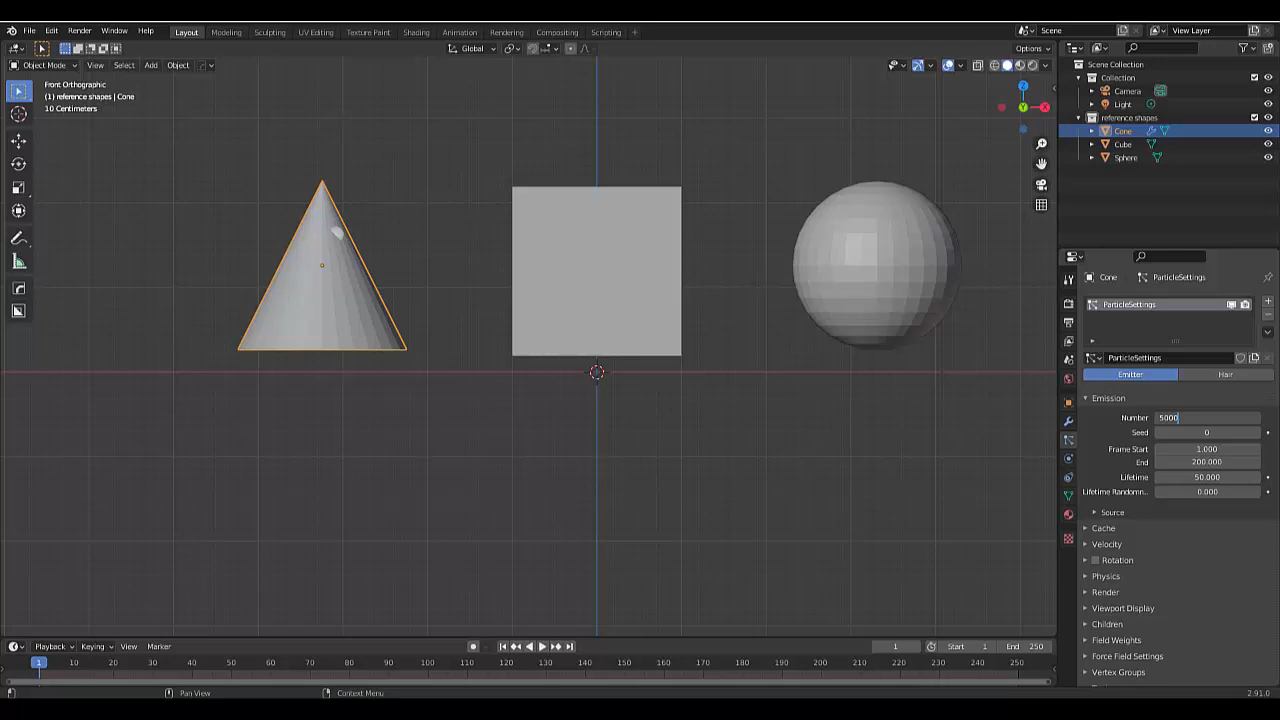 File Edit Render Window Help Layout Modeling Sculpting UV Editing Texture Paint Shading Animation Rendering Compositing Scripting Scene View Layer
Global Options
Object Mode View Select Add Object
Front Orthographic
(1) reference shapes | Cone
10 Centimeters
Z
Y
X
Scene Collection
Collection
Camera
Light
reference shapes
Cone
Cube
Sphere
Cone ParticleSettings
ParticleSettings
ParticleSettings
Emitter Hair
Emission
Number 5000
Seed 0
Frame Start 1.000
End 200.000
Lifetime 50.000
Lifetime Randomn.. 0.000
Source
Cache
Velocity
Rotation
Physics
Render
Viewport Display
Children
Field Weights
Force Field Settings
Vertex Groups
Playback Keying View Marker 1 Start 1 End 250
1 10 20 30 40 50 60 70 80 90 100 110 120 130 140 150 160 170 180 190 200 210 220 230 240 250
Pan View Context Menu 2.91.0